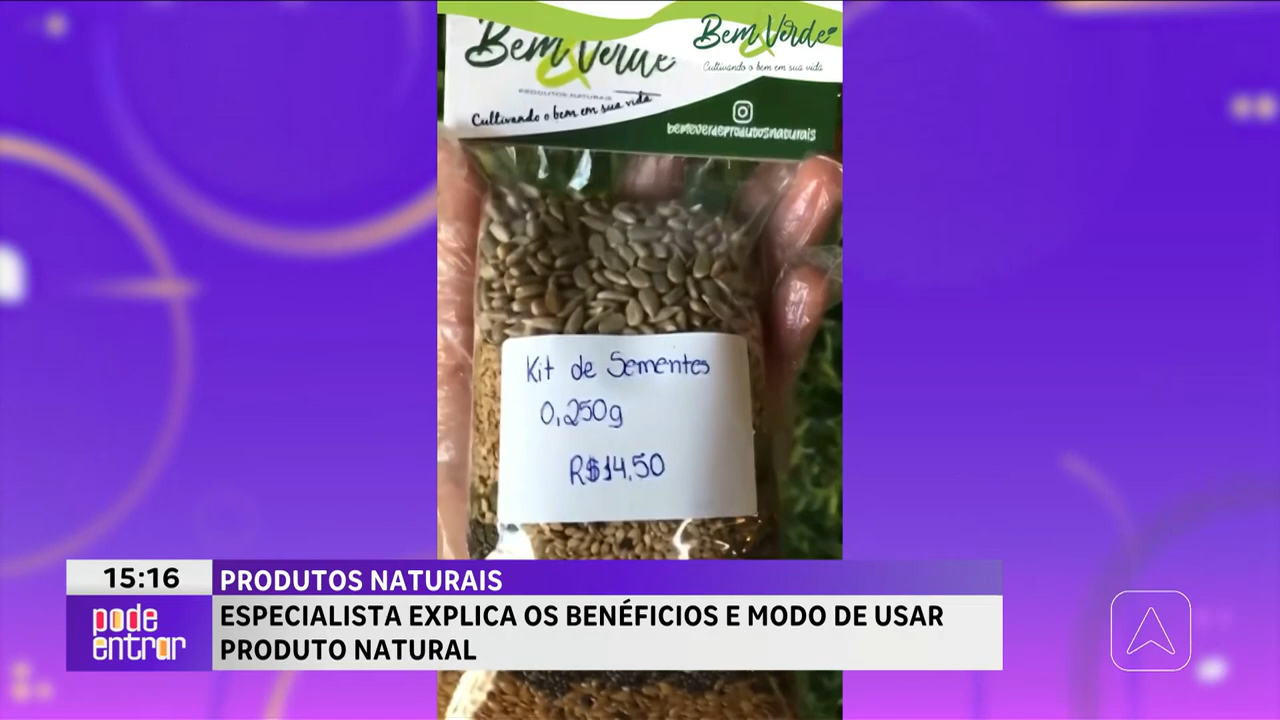 Bem & Verde
PRODUTOS NATURAIS
Cultivando o bem em sua vida
Bem & Verde
Cultivando o bem em sua vida
bemeverdeprodutosnaturais
Kit de Sementes
0,250g
R$14,50
15:16
PRODUTOS NATURAIS
pode
entrar
ESPECIALISTA EXPLICA OS BENÉFICIOS E MODO DE USAR
PRODUTO NATURAL